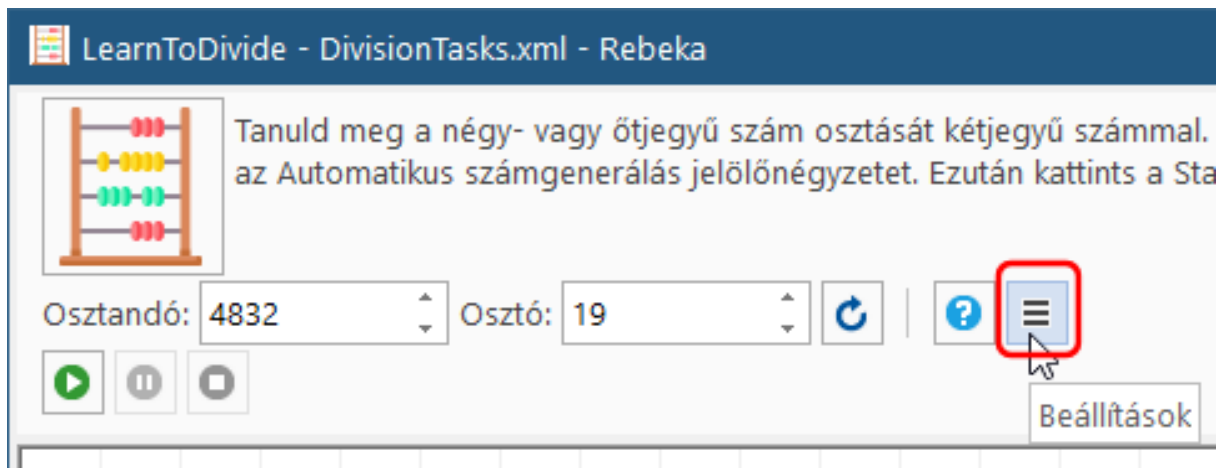 LearnToDivide - DivisionTasks.xml - Rebeka
Tanuld meg a négy- vagy ötjegyű szám osztását kétjegyű számmal.
az Automatikus számgenerálás jelölőnégyzetet. Ezután kattints a Sta
Osztandó: 4832 Osztó: 19
Beállítások